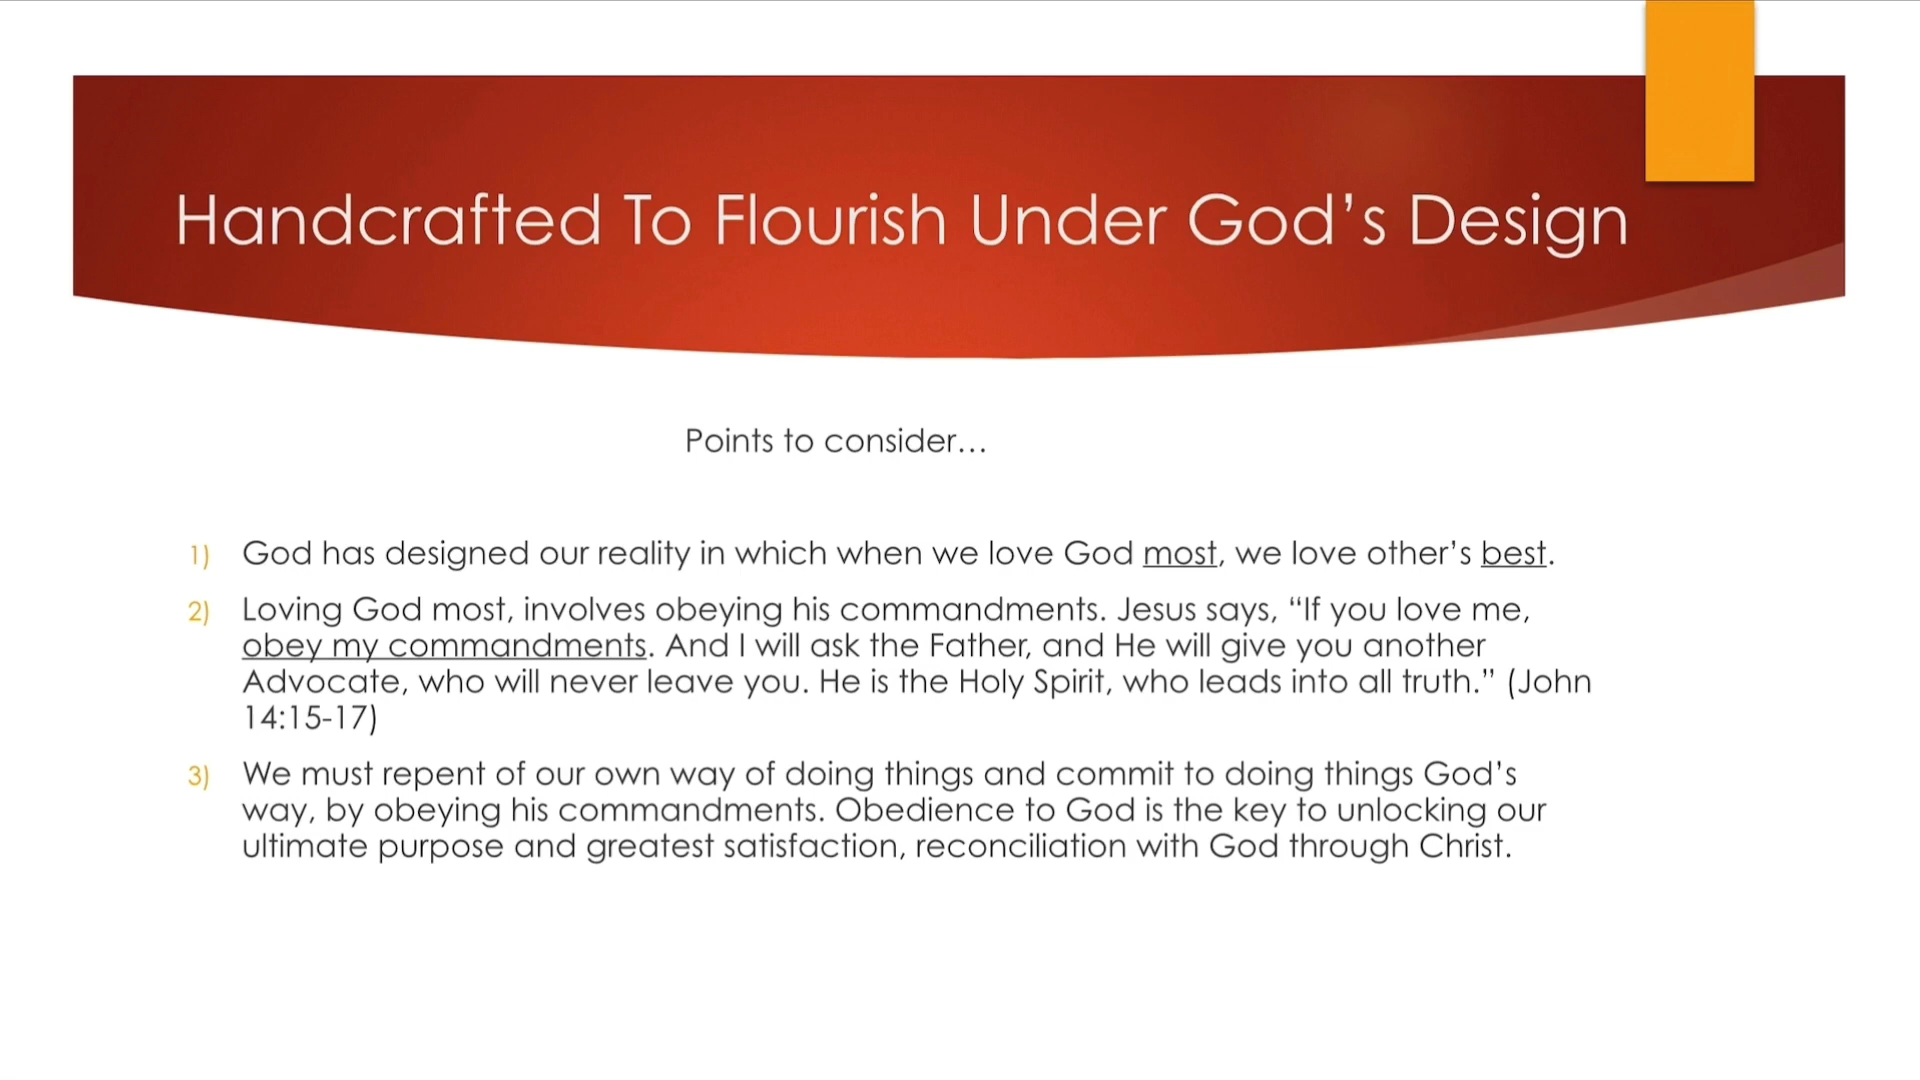 Handcrafted To Flourish Under God’s Design
Points to consider…
1) God has designed our reality in which when we love God most, we love other’s best.
2) Loving God most, involves obeying his commandments. Jesus says, “If you love me,
obey my commandments. And I will ask the Father, and He will give you another
Advocate, who will never leave you. He is the Holy Spirit, who leads into all truth.” (John
14:15-17)
3) We must repent of our own way of doing things and commit to doing things God’s
way, by obeying his commandments. Obedience to God is the key to unlocking our
ultimate purpose and greatest satisfaction, reconciliation with God through Christ.